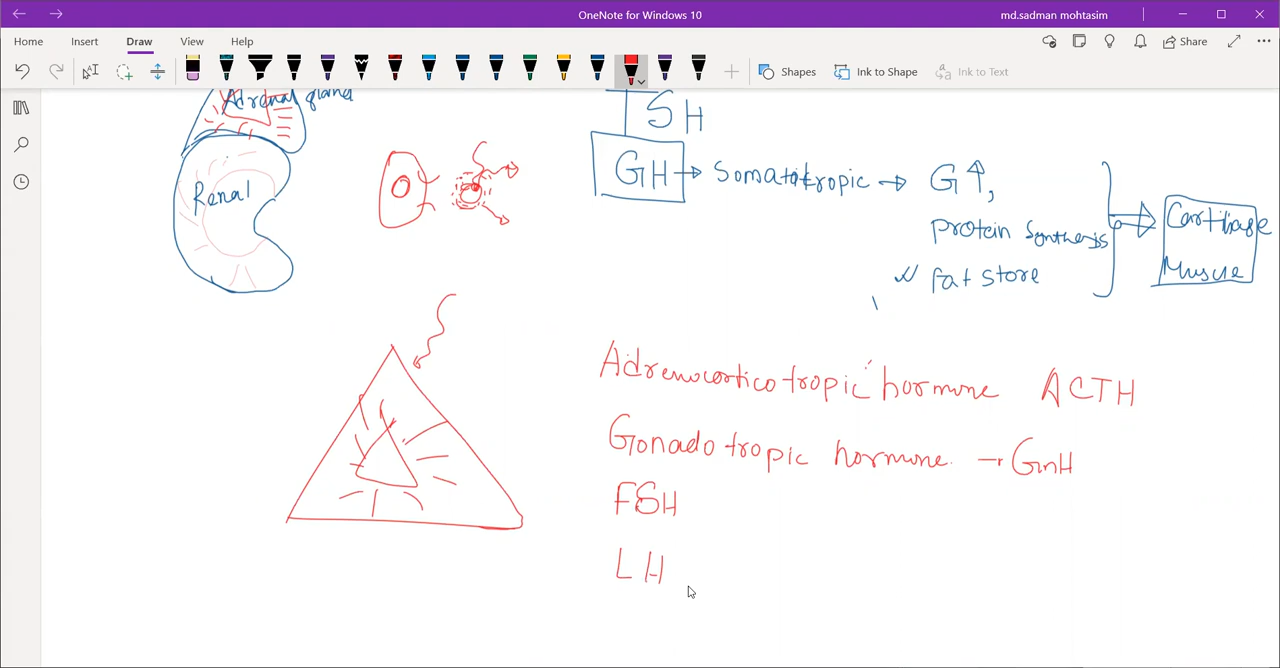 OneNote for Windows 10
md.sadman mohtasim
Home Insert Draw View Help
Share
Shapes
Ink to Shape
Ink to Text
Adrenal gland
Renal
TSH
GH → Somatotropic → G↑,
protein synthesis
fat store
Cartilage
Muscle
Adrenocorticotropic hormone ACTH
Gonadotropic hormone. → GnH
FSH
LH